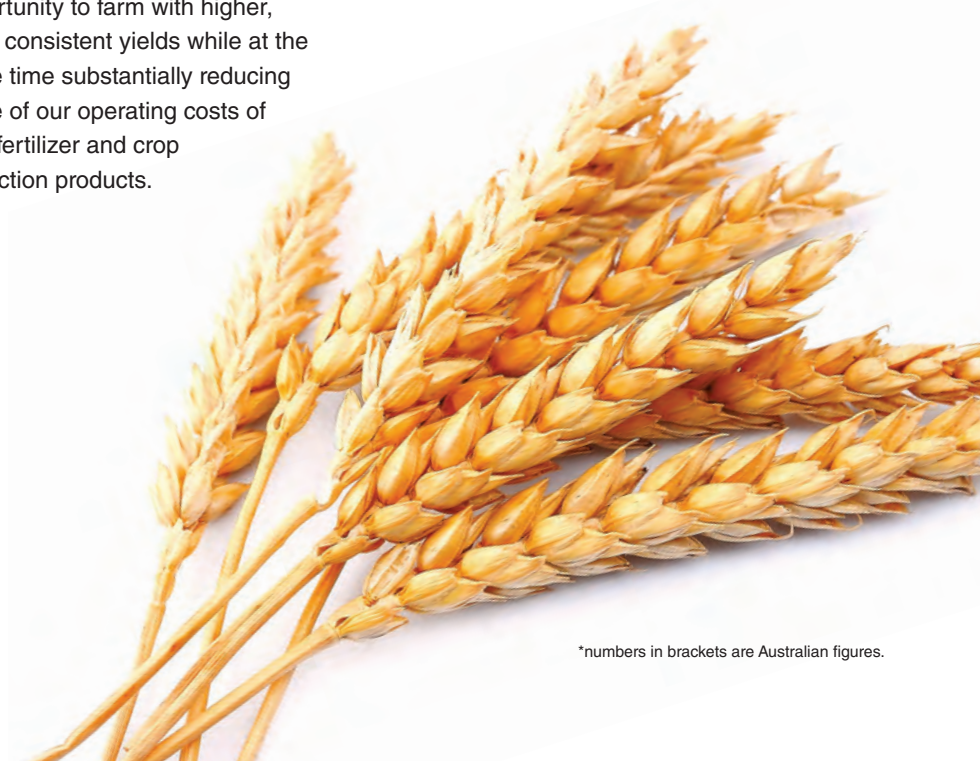 rtunity to farm with higher,
consistent yields while at the
time substantially reducing
of our operating costs of
fertilizer and crop
ction products.
*numbers in brackets are Australian figures.